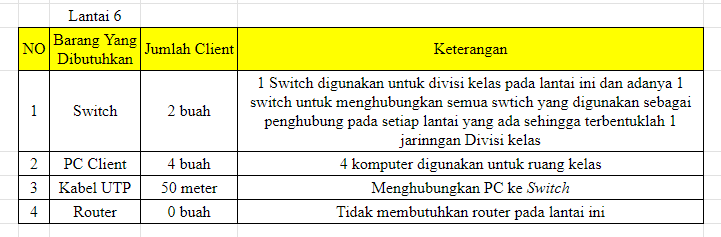 Lantai 6
NO Barang Yang Dibutuhkan Jumlah Client Keterangan
1 Switch 2 buah 1 Switch digunakan untuk divisi kelas pada lantai ini dan adanya 1
switch untuk menghubungkan semua swtich yang digunakan sebagai
penghubung pada setiap lantai yang ada sehingga terbentuklah 1
jarinngan Divisi kelas
2 PC Client 4 buah 4 komputer digunakan untuk ruang kelas
3 Kabel UTP 50 meter Menghubungkan PC ke Switch
4 Router 0 buah Tidak membutuhkan router pada lantai ini